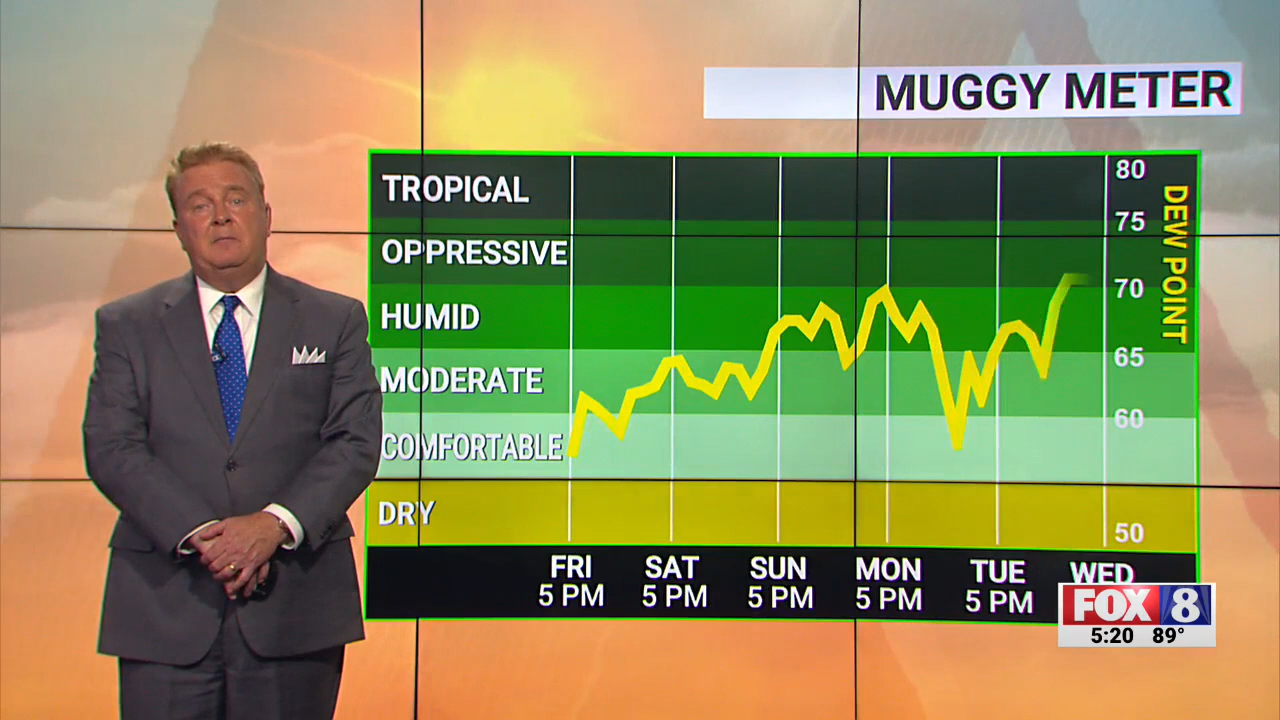 MUGGY METER
TROPICAL
OPPRESSIVE
HUMID
MODERATE
COMFORTABLE
DRY
80
75
70
65
60
50
DEW POINT
FRI SAT SUN MON TUE WED
5 PM 5 PM 5 PM 5 PM 5 PM
FOX 8
5:20 89°